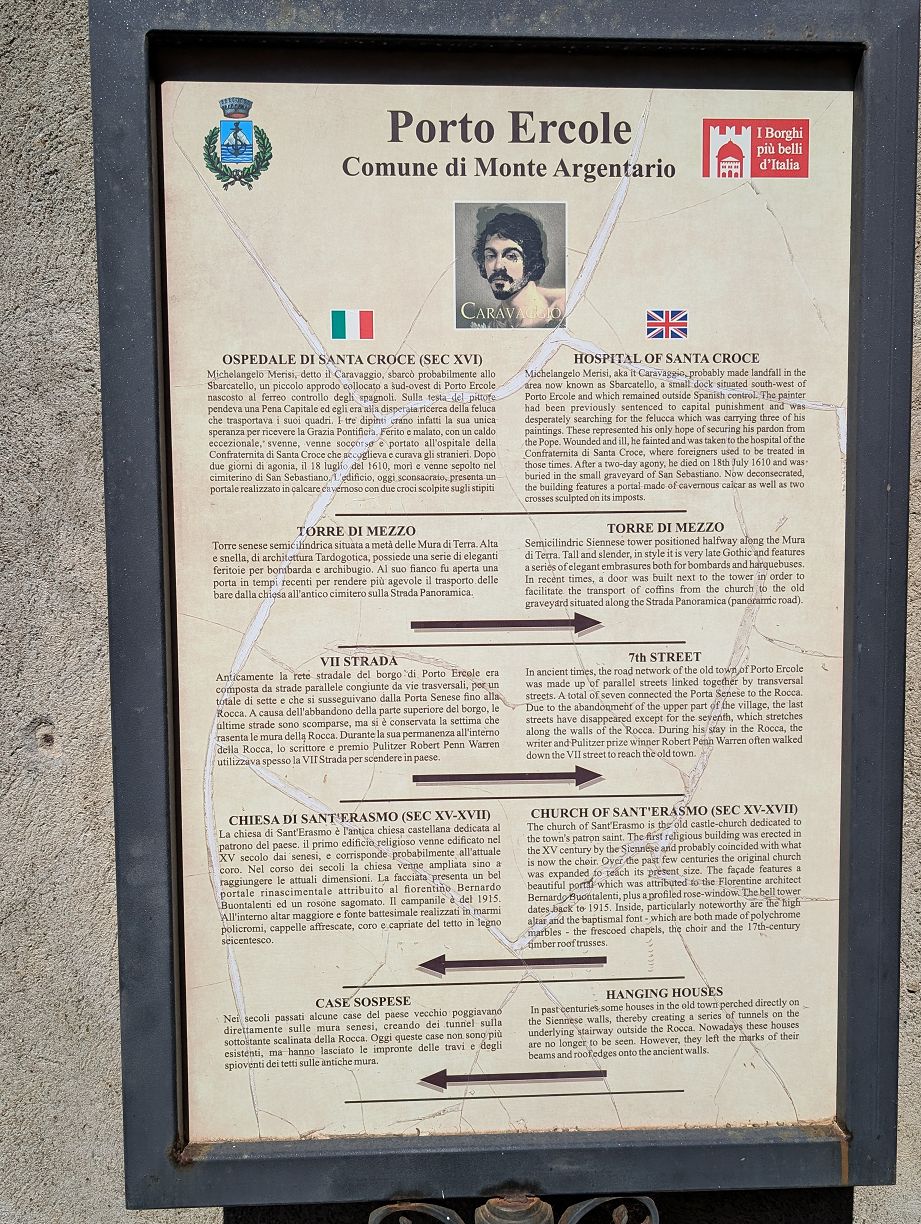 Porto Ercole
Comune di Monte Argentario
I Borghi
più belli
d'Italia
CARAVAGGIO
OSPEDALE DI SANTA CROCE (SEC XVI)
Michelangelo Merisi, detto il Caravaggio, sbarcò probabilmente allo
Sbarcatello, un piccolo approdo collocato a sud-ovest di Porto Ercole
nascosto al ferreo controllo degli spagnoli. Sulla testa del pittore
pendeva una Pena Capitale ed egli era alla disperata ricerca della feluca
che trasportava i suoi quadri. I tre dipinti erano infatti la sua unica
speranza per ricevere la Grazia Pontificia. Ferito e malato, con un caldo
eccezionale, svenne, venne soccorso e portato all'ospedale della
Confraternita di Santa Croce che accoglieva e curava gli stranieri. Dopo
due giorni di agonia, il 18 luglio del 1610, morì e venne sepolto nel
cimiterino di San Sebastiano. L'edificio, oggi sconsacraio, presenta un
portale realizzato in calcare cavernoso con due croci scolpite sugli stipiti
HOSPITAL OF SANTA CROCE
Michelangelo Merisi, aka il Caravaggio, probably made landfall in the
area now known as Sbarcatello, a small dock situated south-west of
Porto Ercole and which remained outside Spanish control. The painter
had been previously sentenced to capital punishment and was
desperately searching for the felucca which was carrying three of his
paintings. These represented his only hope of securing his pardon from
the Pope. Wounded and ill, he fainted and was taken to the hospital of the
Confraternita di Santa Croce, where foreigners used to be treated in
those times. After a two-day agony, he died on 18th July 1610 and was
buried in the small graveyard of San Sebastiano. Now deconsecrated,
the building features a portal made of cavernous calcar as well as two
crosses sculpted on its imposts.
TORRE DI MEZZO
Torre senese semicilindrica situata a metà delle Mura di Terra. Alta
e snella, di architettura Tardogotica, possiede una serie di eleganti
feritoie per bombarda e archibugio. Al suo fianco fu aperta una
porta in tempi recenti per rendere più agevole il trasporto delle
bare dalla chiesa all'antico cimitero sulla Strada Panoramica.
TORRE DI MEZZO
Semicilindric Siennese tower positioned halfway along the Mura
di Terra. Tall and slender, in style it is very late Gothic and features
a series of elegant embrasures both for bombards and harquebuses.
In recent times, a door was built next to the tower in order to
facilitate the transport of coffins from the church to the old
graveyard situated along the Strada Panoramica (panoramic road).
VII STRADA
Anticamente la rete stradale del borgo di Porto Ercole era
composta da strade parallele congiunte da vie trasversali, per un
totale di sette e che si susseguivano dalla Porta Senese fino alla
Rocca. A causa dell'abbandono della parte superiore del borgo, le
ultime strade sono scomparse, ma si è conservata la settima che
rasenta le mura della Rocca. Durante la sua permanenza all'interno
della Rocca, lo scrittore e premio Pulitzer Robert Penn Warren
utilizzava spesso la VII Strada per scendere in paese.
7th STREET
In ancient times, the road network of the old town of Porto Ercole
was made up of parallel streets linked together by transversal
streets. A total of seven connected the Porta Senese to the Rocca.
Due to the abandonment of the upper part of the village, the last
streets have disappeared except for the seventh, which stretches
along the walls of the Rocca. During his stay in the Rocca, the
writer and Pulitzer prize winner Robert Penn Warren often walked
down the VII street to reach the old town.
CHIESA DI SANT'ERASMO (SEC XV-XVII)
La chiesa di Sant'Erasmo è l'antica chiesa castellana dedicata al
patrono del paese. il primo edificio religioso venne edificato nel
XV secolo dai senesi, e corrisponde probabilmente all'attuale
coro. Nel corso dei secoli la chiesa venne ampliata sino a
raggiungere le attuali dimensioni. La facciata presenta un bel
portale rinascimentale attribuito al fiorentino Bernardo
Buontalenti ed un rosone sagomato. Il campanile è del 1915.
All'interno altar maggiore e fonte battesimale realizzati in marmi
policromi, cappelle affrescate, coro e capriate del tetto in legno
seicentesco.
CHURCH OF SANT'ERASMO (SEC XV-XVII)
The church of Sant'Erasmo is the old castle-church dedicated to
the town's patron saint. The first religious building was erected in
the XV century by the Siennese and probably coincided with what
is now the choir. Over the past few centuries the original church
was expanded to reach its present size. The façade features a
beautiful portal which was attributed to the Florentine architect
Bernardo Buontalenti, plus a profiled rose-window. The bell tower
dates back to 1915. Inside, particularly noteworthy are the high
altar and the baptismal font - which are both made of polychrome
marbles - the frescoed chapels, the choir and the 17th-century
timber roof trusses.
CASE SOSPESE
Nei secoli passati alcune case del paese vecchio poggiavano
direttamente sulle mura senesi, creando dei tunnel sulla
sottostante scalinata della Rocca. Oggi queste case non sono più
esistenti, ma hanno lasciato le impronte delle travi e degli
spioventi dei tetti sulle antiche mura.
HANGING HOUSES
In past centuries some houses in the old town perched directly on
the Siennese walls, thereby creating a series of tunnels on the
underlying stairway outside the Rocca. Nowadays these houses
are no longer to be seen. However, they left the marks of their
beams and roof edges onto the ancient walls.